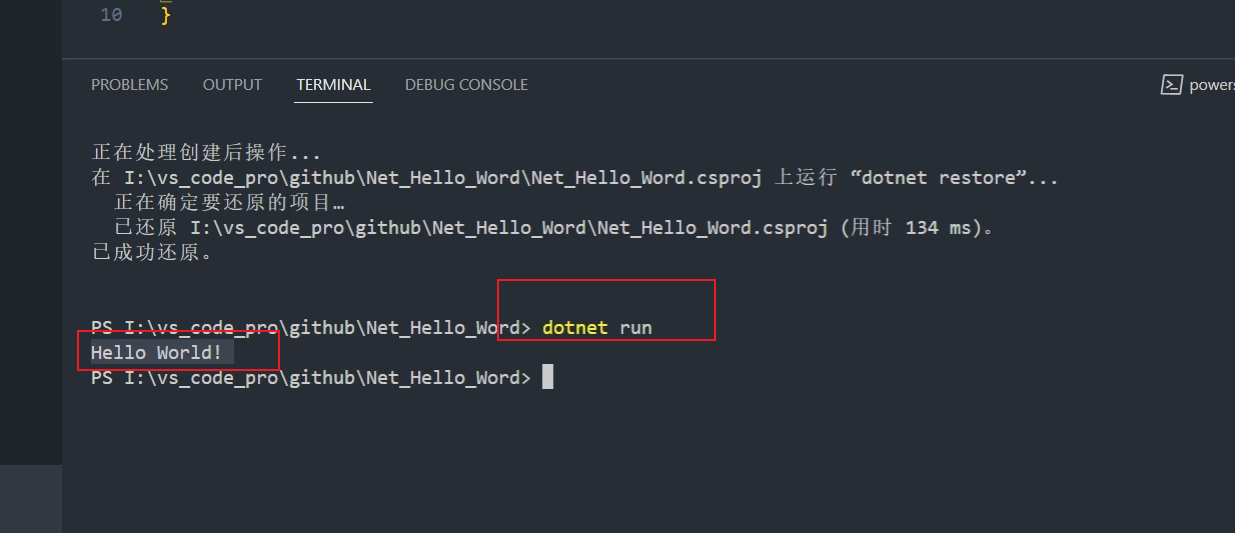 10 }
PROBLEMS OUTPUT TERMINAL DEBUG CONSOLE
正在处理创建后操作...
在 I:\vs_code_pro\github\Net_Hello_Word\Net_Hello_Word.csproj 上运行 “dotnet restore”...
正在确定要还原的项目…
已还原 I:\vs_code_pro\github\Net_Hello_Word\Net_Hello_Word.csproj (用时 134 ms)。
已成功还原。
PS I:\vs_code_pro\github\Net_Hello_Word> dotnet run
Hello World!
PS I:\vs_code_pro\github\Net_Hello_Word>